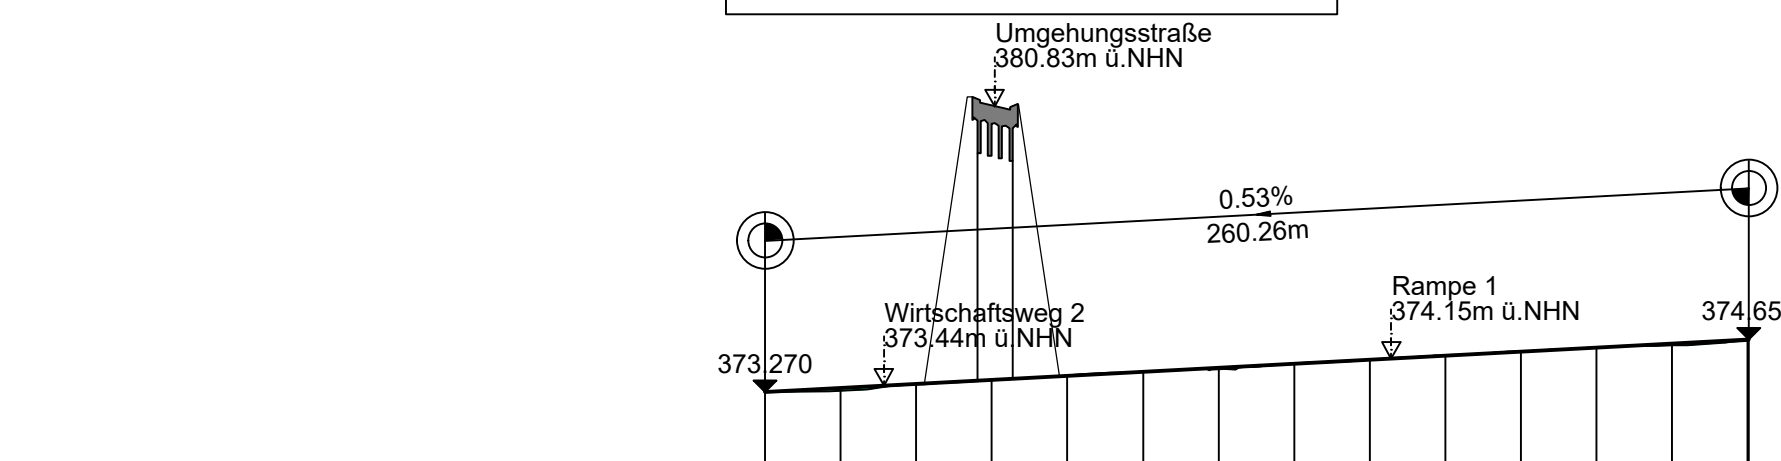 Umgehungsstraße
380.83m ü.NHN
0.53%
260.26m
Rampe 1
374.15m ü.NHN
374.65
Wirtschaftsweg 2
373.44m ü.NHN
373.270